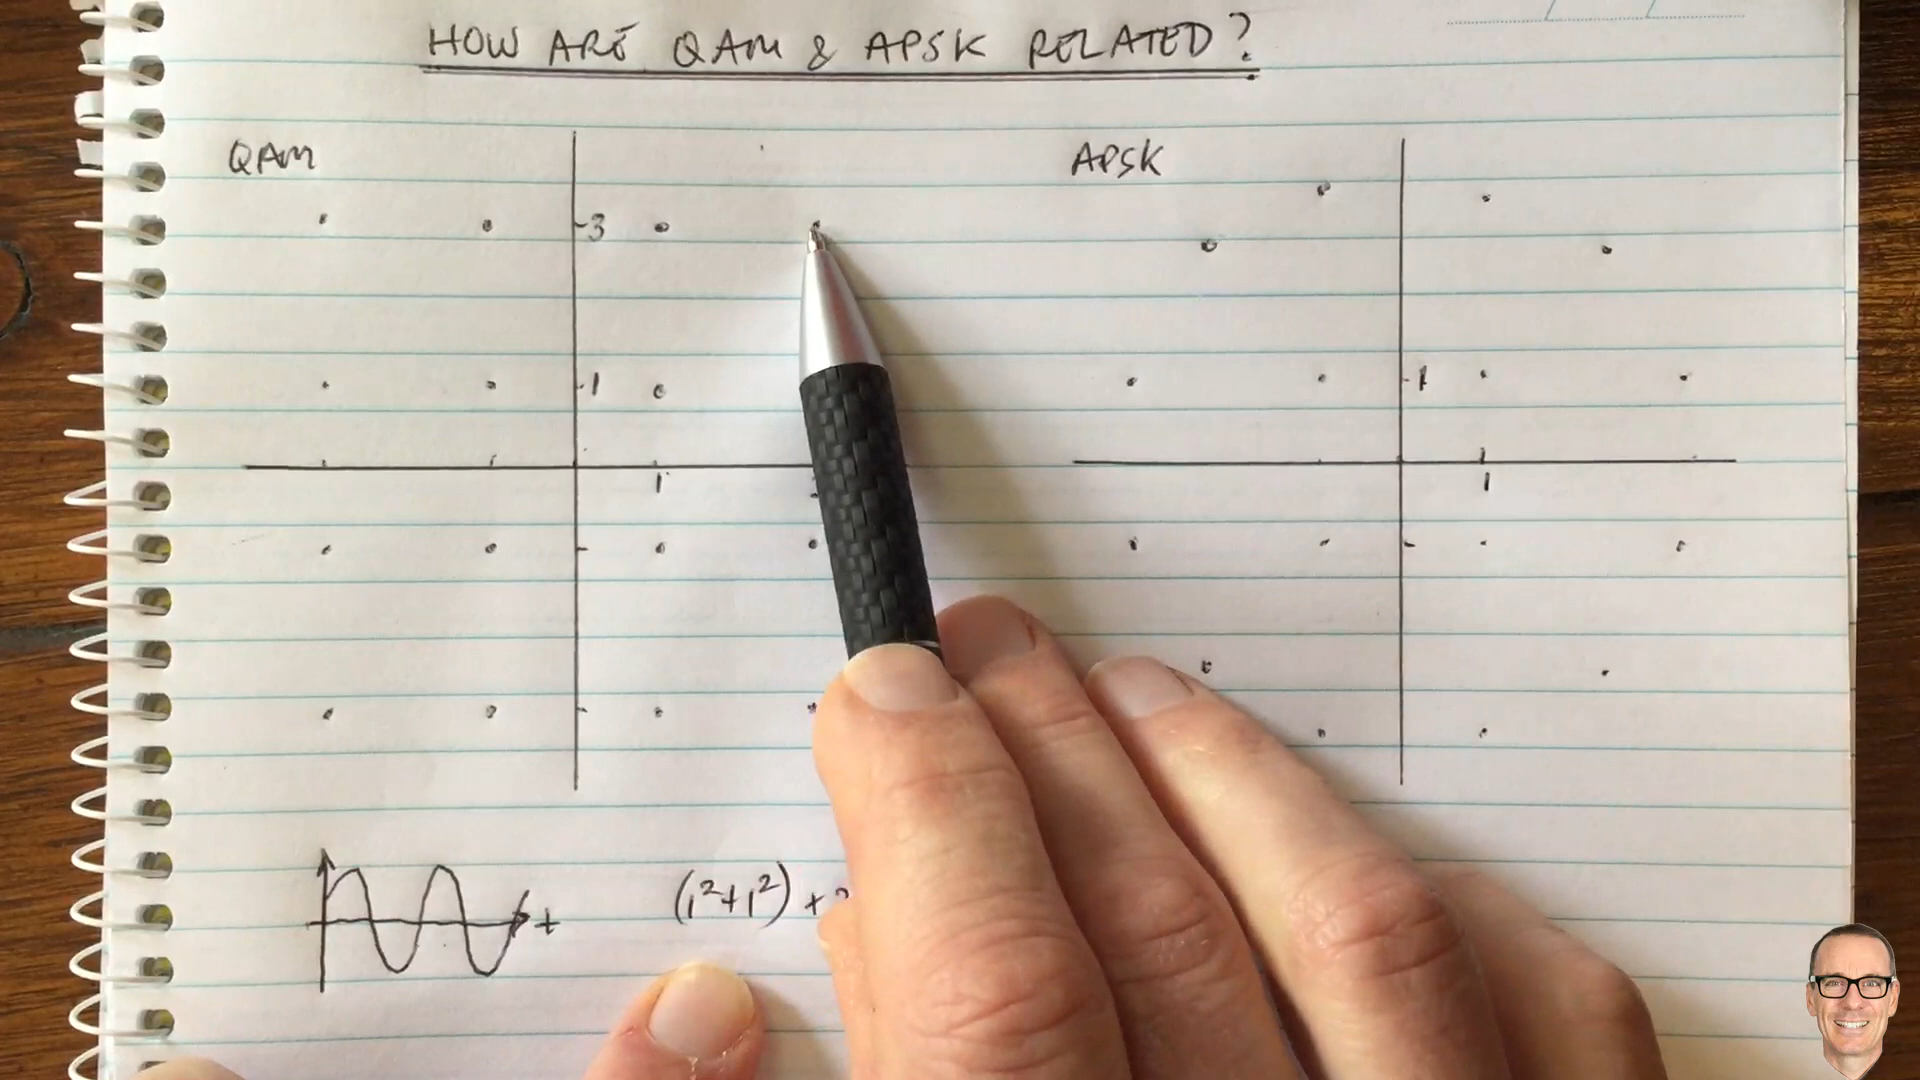 HOW ARE QAM & APSK RELATED?
QAM
APSK
3
1
1
1
1
t
(1²+1²) +